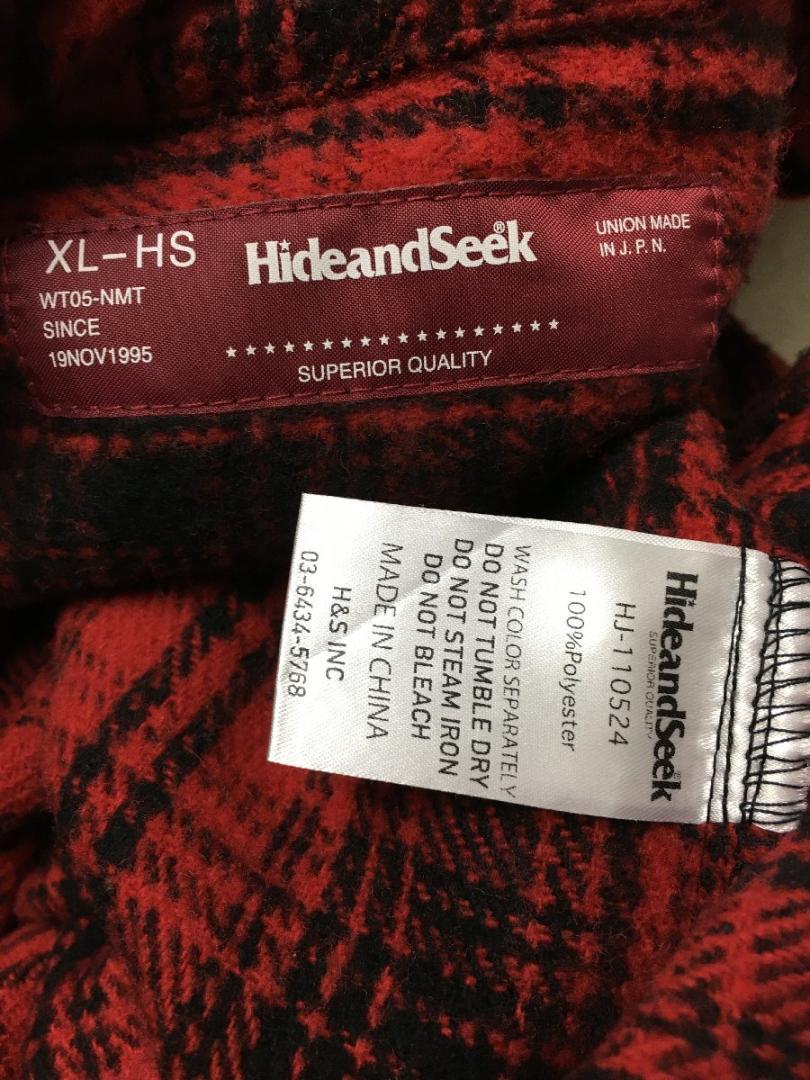 XL-HS
WT05-NMT
SINCE
19NOV1995
HideandSeek®
★★★★★★★★★★★★★★★★★★
SUPERIOR QUALITY
UNION MADE
IN J. P. N.
HideandSeek®
SUPERIOR QUALITY
HJ-110524
100%Polyester
WASH COLOR SEPARATELY
DO NOT TUMBLE DRY
DO NOT STEAM IRON
DO NOT BLEACH
MADE IN CHINA
H&S INC
03-6434-5768